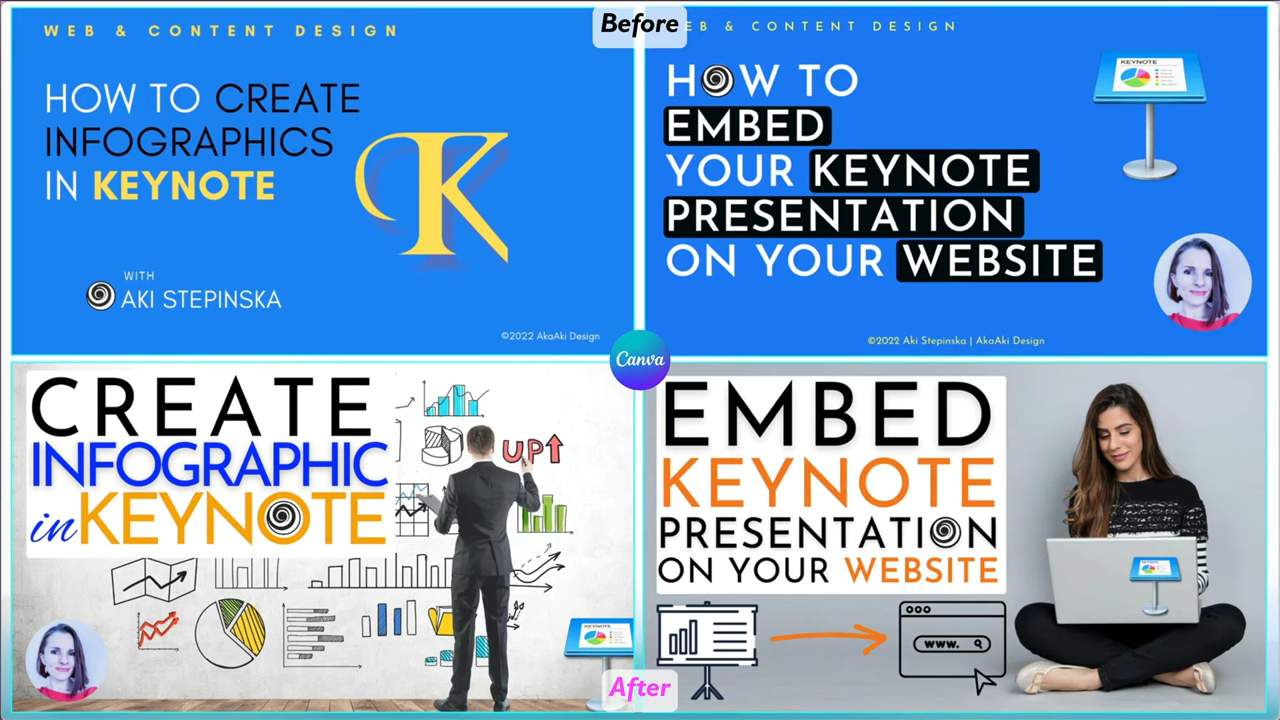 Before
WEB & CONTENT DESIGN
HOW TO CREATE
INFOGRAPHICS
IN KEYNOTE
WITH
AKI STEPINSKA
©2022 AkaAki Design
EB & CONTENT DESIGN
HOW TO
EMBED
YOUR KEYNOTE
PRESENTATION
ON YOUR WEBSITE
KEYNOTE
©2022 Aki Stepinska | AkaAki Design
Canva
CREATE
INFOGRAPHIC
in KEYNOTE
UP
EMBED
KEYNOTE
PRESENTATION
ON YOUR WEBSITE
www.
After